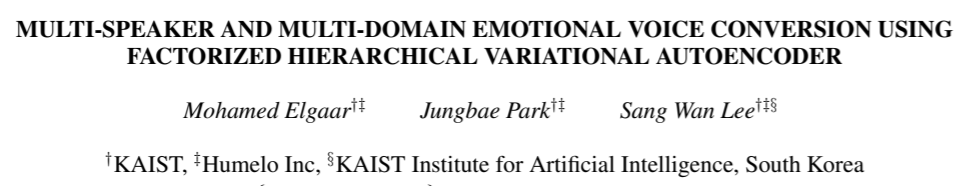 MULTI-SPEAKER AND MULTI-DOMAIN EMOTIONAL VOICE CONVERSION USING
FACTORIZED HIERARCHICAL VARIATIONAL AUTOENCODER
Mohamed Elgaar†‡ Jungbae Park†‡ Sang Wan Lee†‡§
†KAIST, ‡Humelo Inc, §KAIST Institute for Artificial Intelligence, South Korea